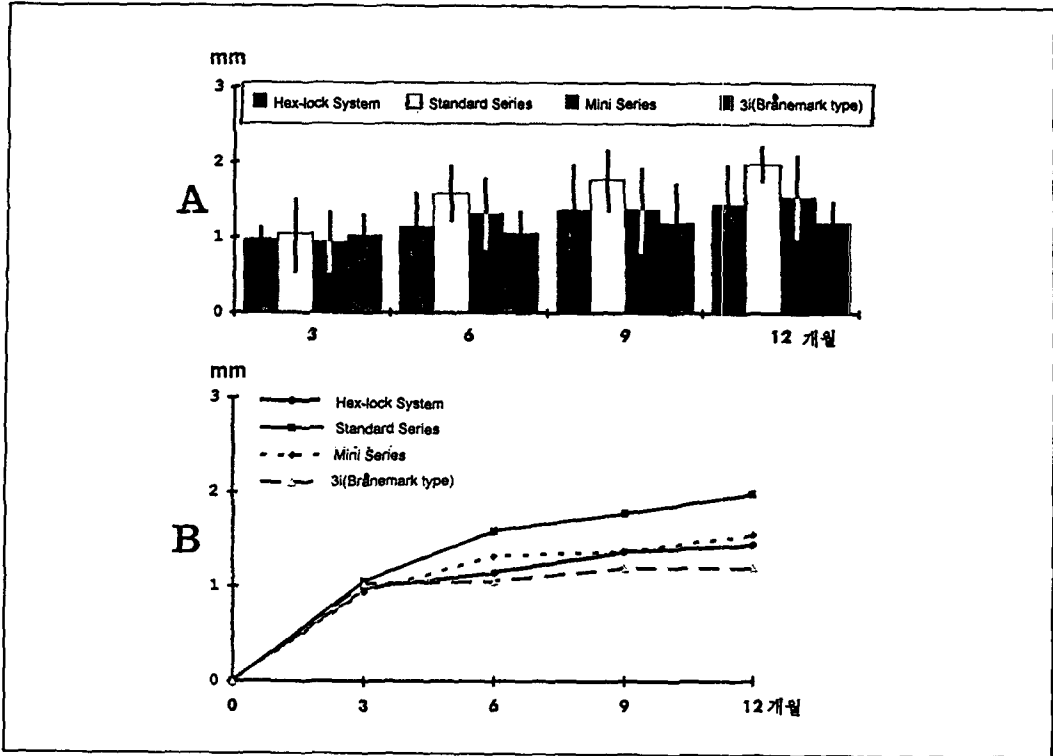 mm
3
Hex-lock System Standard Series Mini Series 3i(Brånemark type)
2
A
1
0
3 6 9 12 개월
mm
3
Hex-lock System
Standard Series
Mini Series
3i(Brånemark type)
2
B
1
0
0 3 6 9 12개월